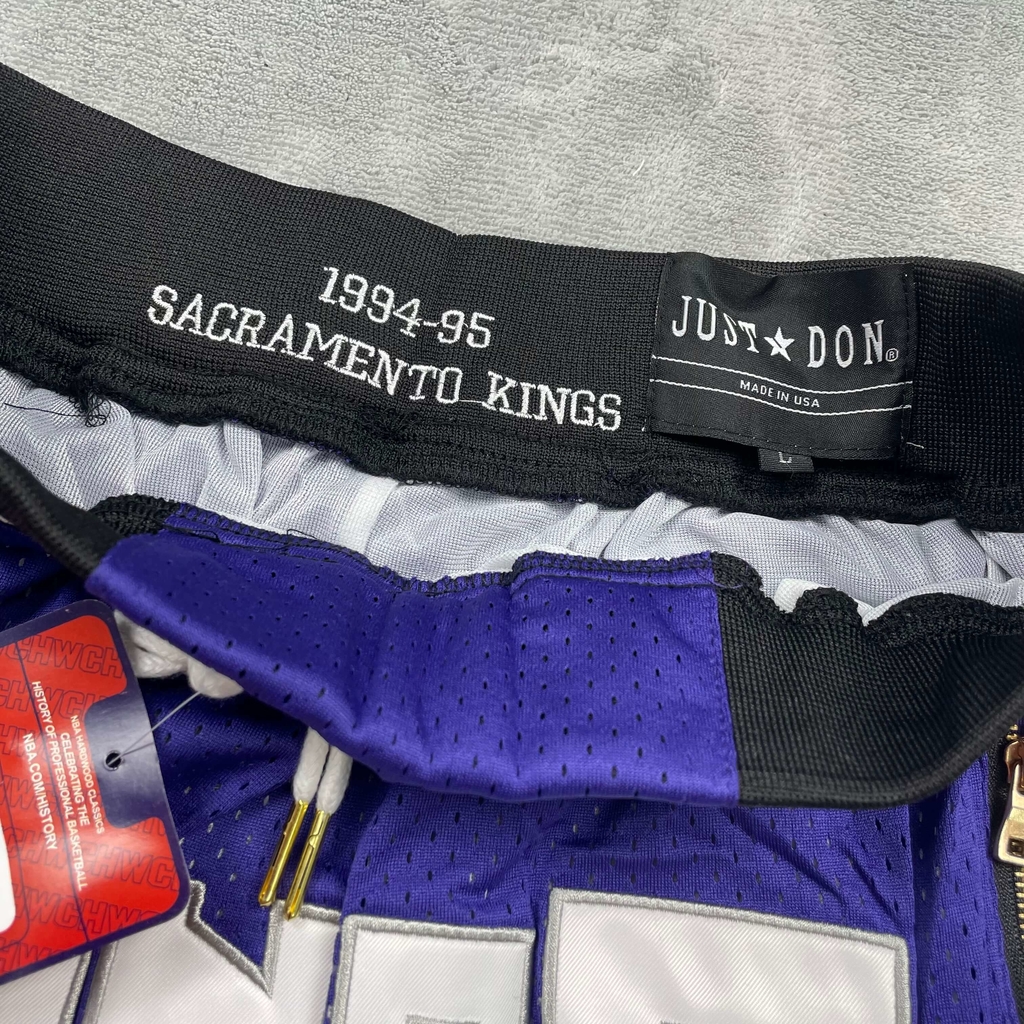 1994-95
SACRAMENTO KINGS
JUST★DON®
MADE IN USA
L
HWCH
NBA HARDWOOD CLASSICS
CELEBRATING THE
HISTORY OF PROFESSIONAL BASKETBALL
NBA.COM/HISTORY